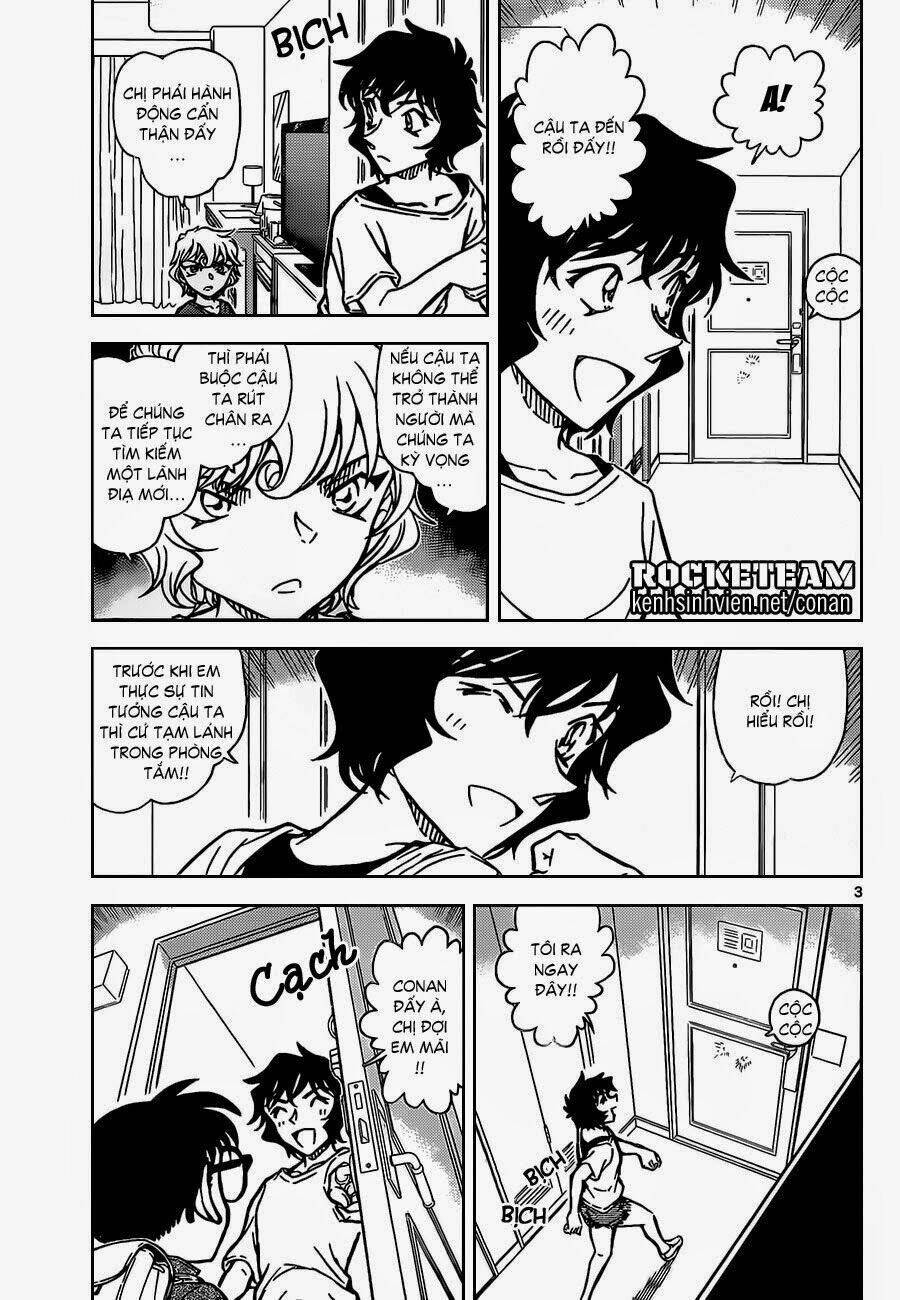 A!
CẬU TA ĐẾN
RỒI ĐẤY!!
CỘC
CỘC
BỊCH
CHỊ PHẢI HÀNH
ĐỘNG CẨN
THẬN ĐẤY
...
NẾU CẬU TA
KHÔNG THỂ
TRỞ THÀNH
NGƯỜI MÀ
CHÚNG TA
KỲ VỌNG
...
THÌ PHẢI
BUỘC CẬU
TA RÚT
CHÂN RA
...
ĐỂ CHÚNG
TA TIẾP TỤC
TÌM KIẾM
MỘT LÃNH
ĐỊA MỚI...
ROCKETEAM
kenhsinhvien.net/conan
RỒI! CHỊ
HIỂU RỒI!
TRƯỚC KHI EM
THỰC SỰ TIN
TƯỞNG CẬU TA
THÌ CỨ TẠM LÁNH
TRONG PHÒNG
TẮM!!
3
CỘC
CỘC
TÔI RA
NGAY
ĐÂY!!
BỊCH
BỊCH
CẠCH
CONAN
ĐẤY À,
CHỊ ĐỢI
EM MÃI
!!